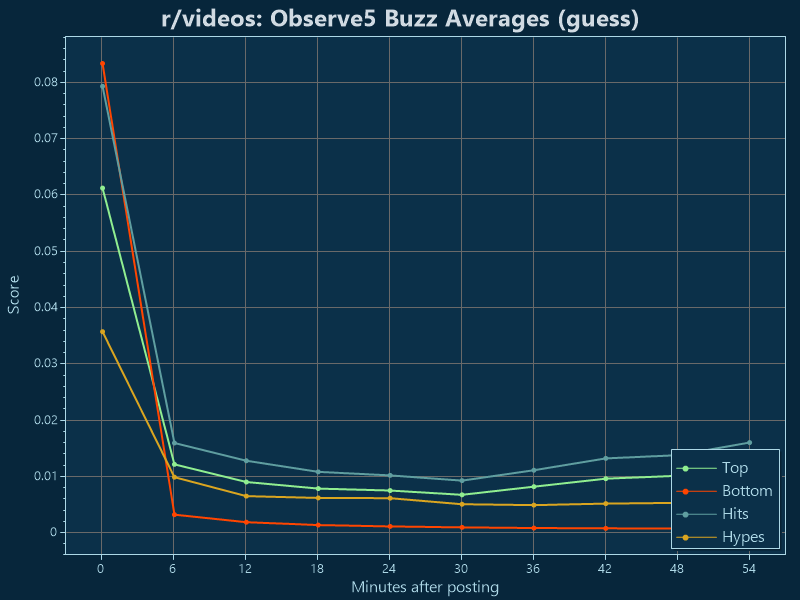 r/videos: Observe5 Buzz Averages (guess)
Score
0.08
0.07
0.06
0.05
0.04
0.03
0.02
0.01
0
Top
Bottom
Hits
Hypes
0 6 12 18 24 30 36 42 48 54
Minutes after posting